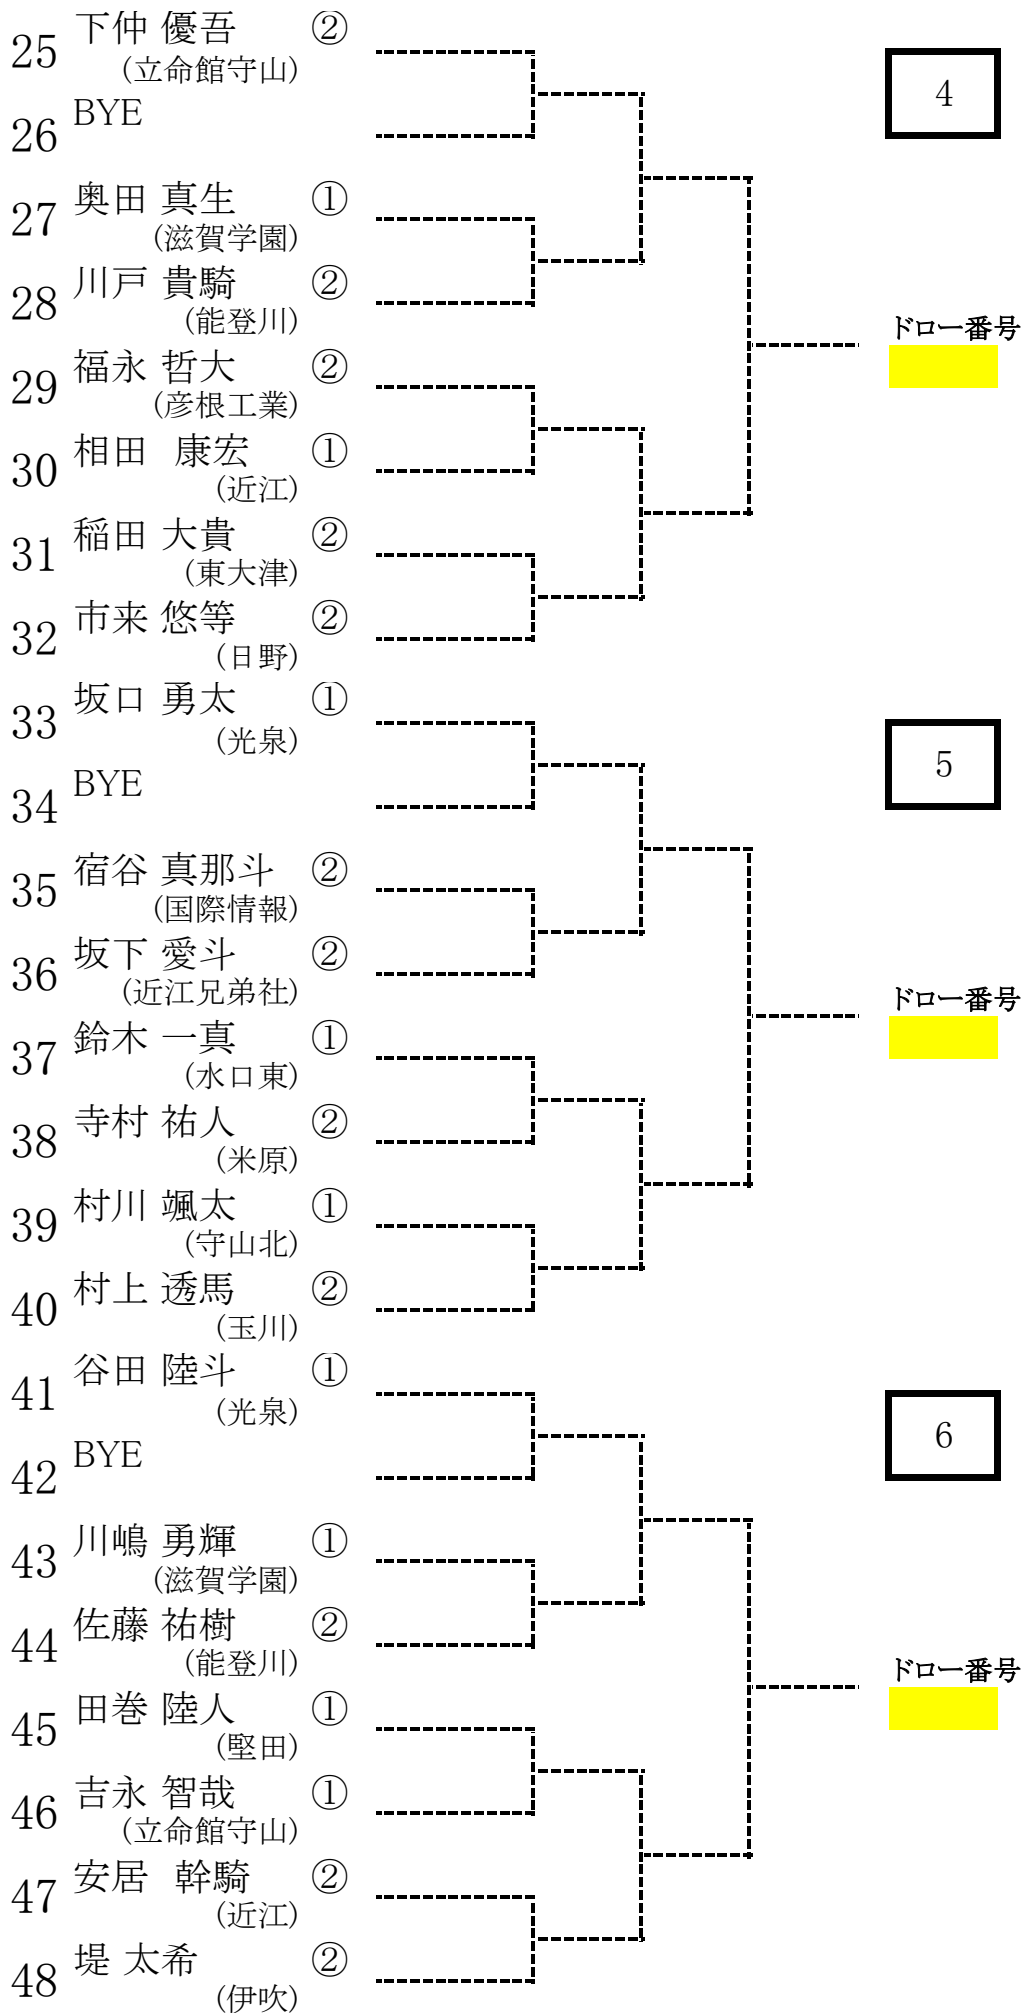 25 下仲 優吾 ②
(立命館守山)
4
26 BYE
27 奥田 真生 ①
(滋賀学園)
28 川戸 貴騎 ②
(能登川)
ドロー番号
29 福永 哲大 ②
(彦根工業)
30 相田 康宏 ①
(近江)
31 稲田 大貴 ②
(東大津)
32 市来 悠等 ②
(日野)
33 坂口 勇太 ①
(光泉)
5
34 BYE
35 宿谷 真那斗 ②
(国際情報)
36 坂下 愛斗 ②
(近江兄弟社)
ドロー番号
37 鈴木 一真 ①
(水口東)
38 寺村 祐人 ②
(米原)
39 村川 颯太 ①
(守山北)
40 村上 透馬 ②
(玉川)
41 谷田 陸斗 ①
(光泉)
6
42 BYE
43 川嶋 勇輝 ①
(滋賀学園)
44 佐藤 祐樹 ②
(能登川)
ドロー番号
45 田巻 陸人 ①
(堅田)
46 吉永 智哉 ①
(立命館守山)
47 安居 幹騎 ②
(近江)
48 堤 太希 ②
(伊吹)